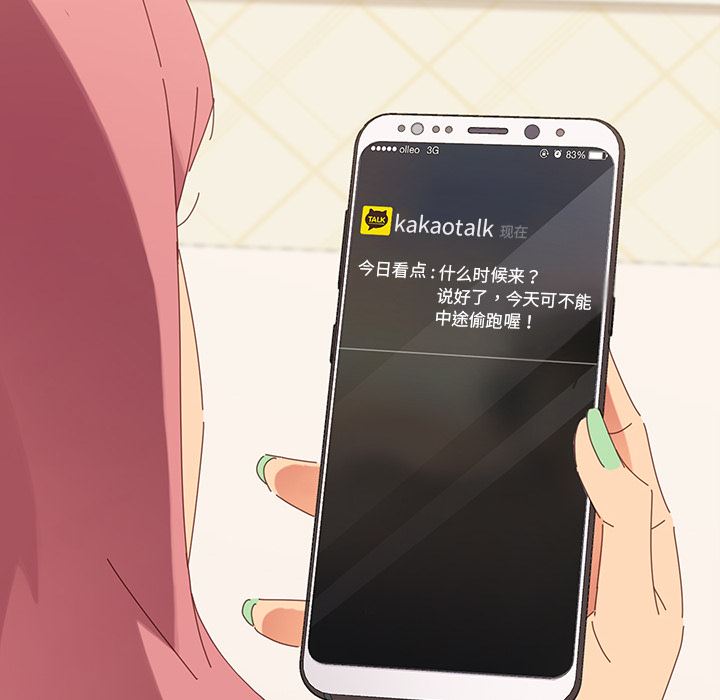 olleo 3G 83%
TALK
kakaotalk 现在
今日看点：什么时候来？
说好了，今天可不能
中途偷跑喔！